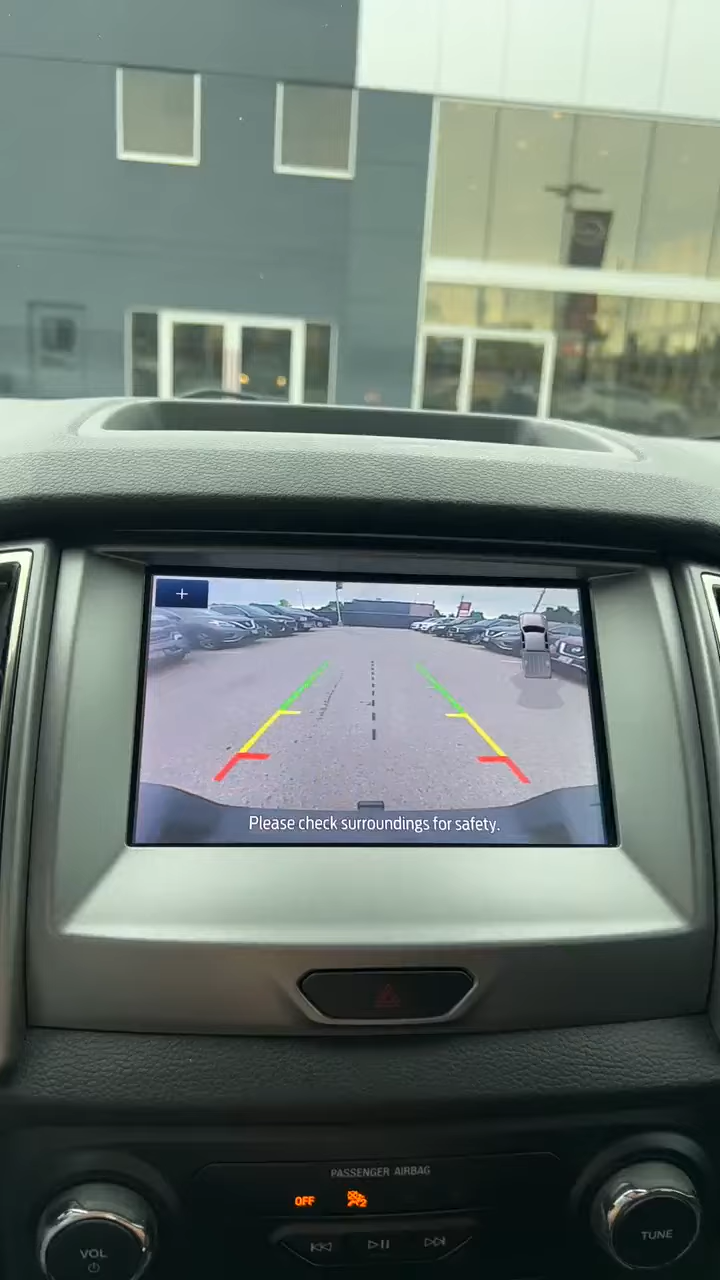 +
Please check surroundings for safety.
PASSENGER AIRBAG
OFF
VOL
TUNE